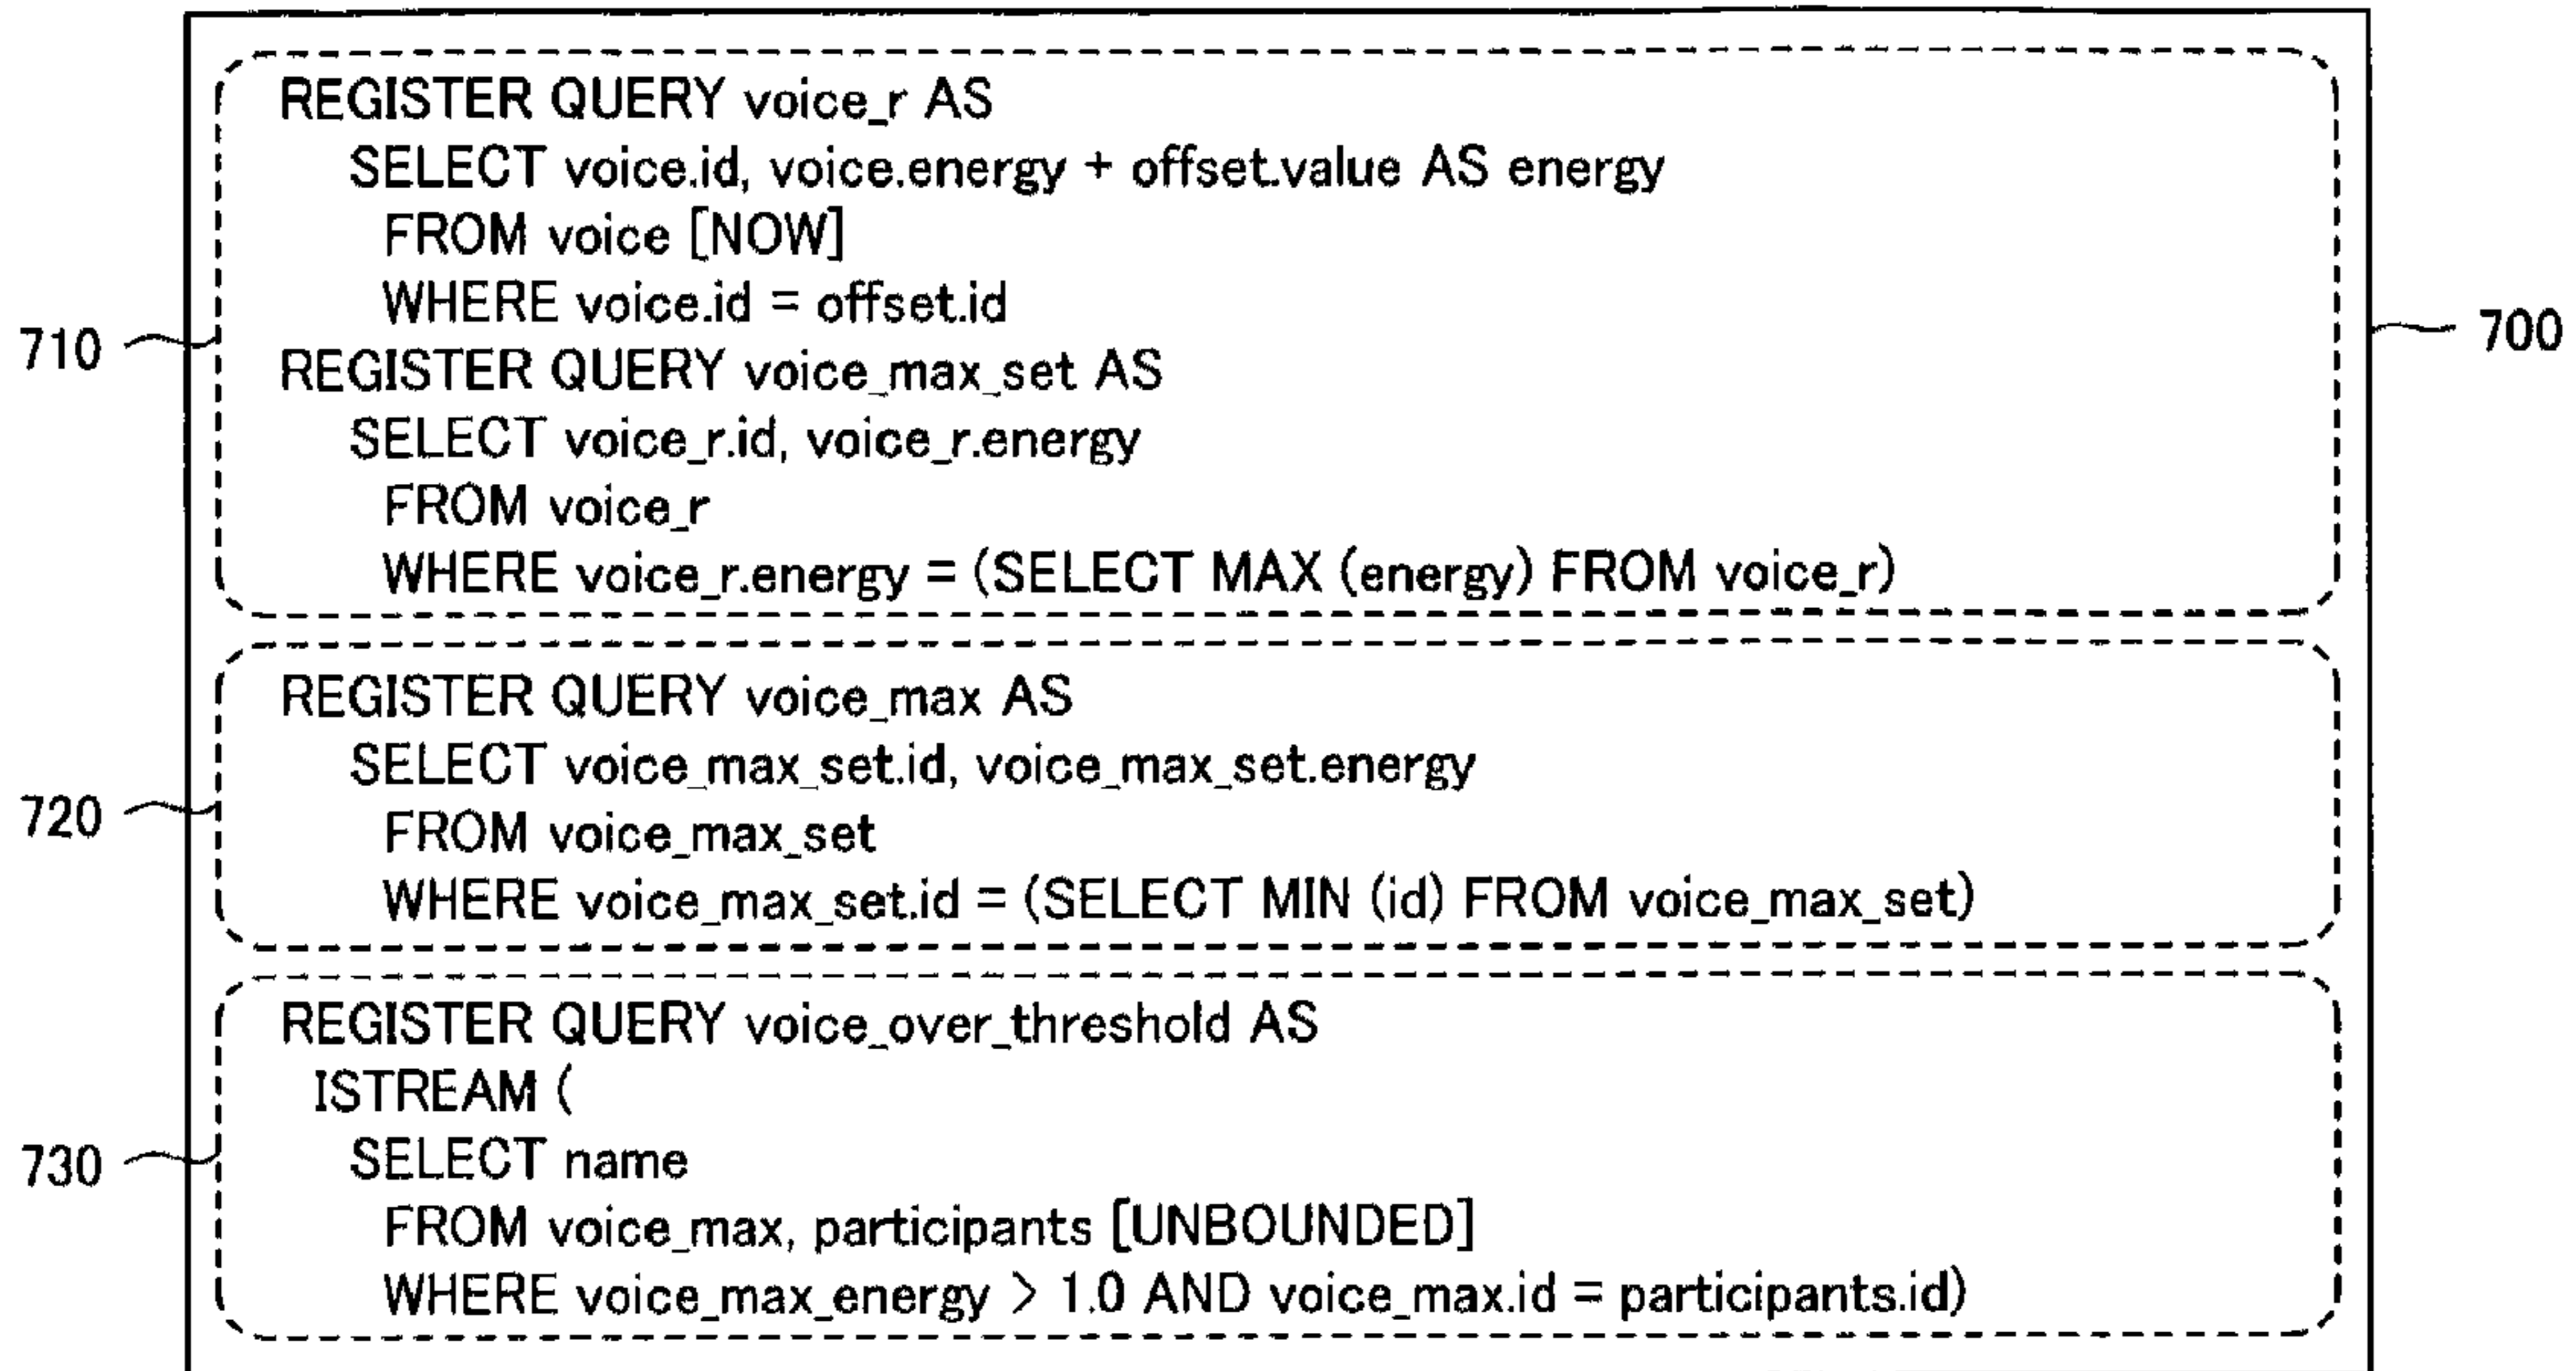 REGISTER QUERY voice_r AS
SELECT voice.id, voice.energy + offset.value AS energy
FROM voice [NOW]
WHERE voice.id = offset.id
710
700
REGISTER QUERY voice_max_set AS
SELECT voice_r.id, voice_r.energy
FROM voice_r
WHERE voice_r.energy = (SELECT MAX (energy) FROM voice_r)
REGISTER QUERY voice_max AS
SELECT voice_max_set.id, voice_max_set.energy
720
FROM voice_max_set
WHERE voice_max_set.id = (SELECT MIN (id) FROM voice_max_set)
REGISTER QUERY voice_over_threshold AS
ISTREAM (
730
SELECT name
FROM voice_max, participants [UNBOUNDED]
WHERE voice_max_energy > 1.0 AND voice_max.id = participants.id)